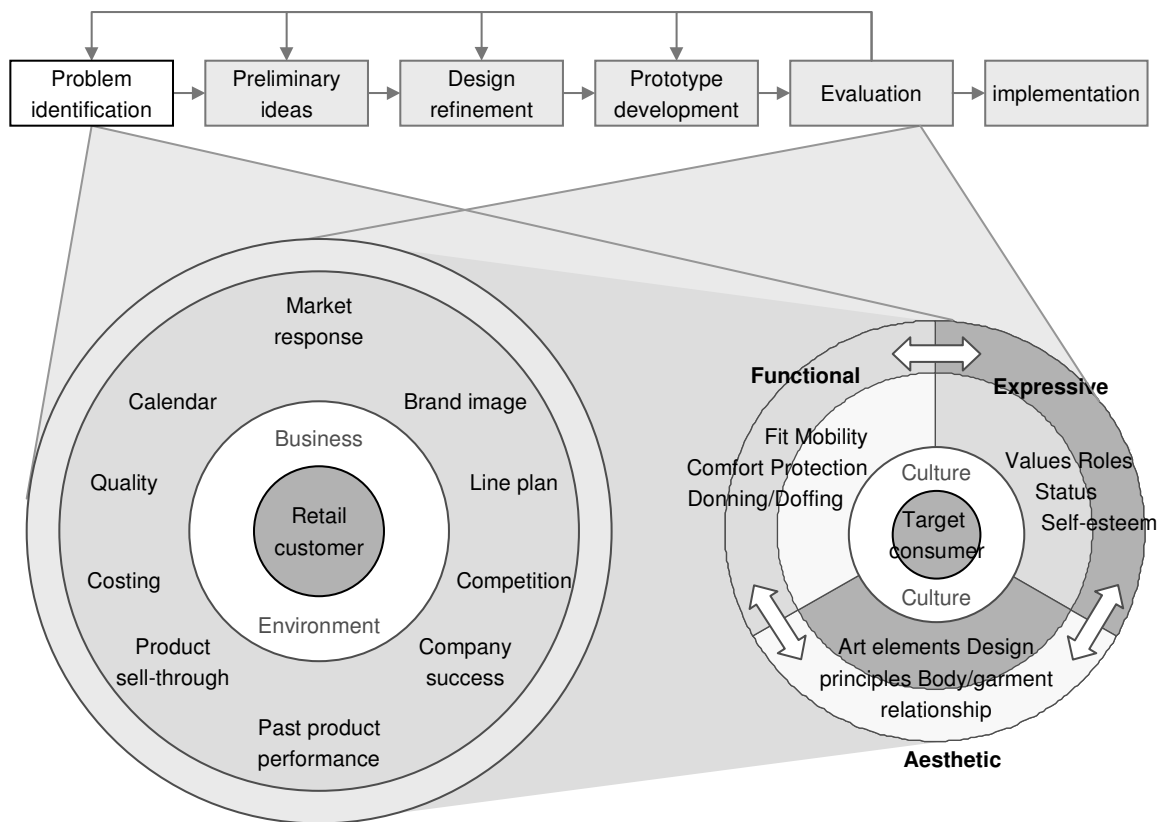 Problem
identification
Preliminary
ideas
Design
refinement
Prototype
development
Evaluation
implementation
Market
response
Calendar
Brand image
Business
Quality
Line plan
Retail
customer
Costing
Competition
Environment
Product
sell-through
Company
success
Past product
performance
Functional
Expressive
Fit Mobility
Comfort Protection
Donning/Doffing
Culture
Values Roles
Status
Self-esteem
Target
consumer
Culture
Art elements Design
principles Body/garment
relationship
Aesthetic